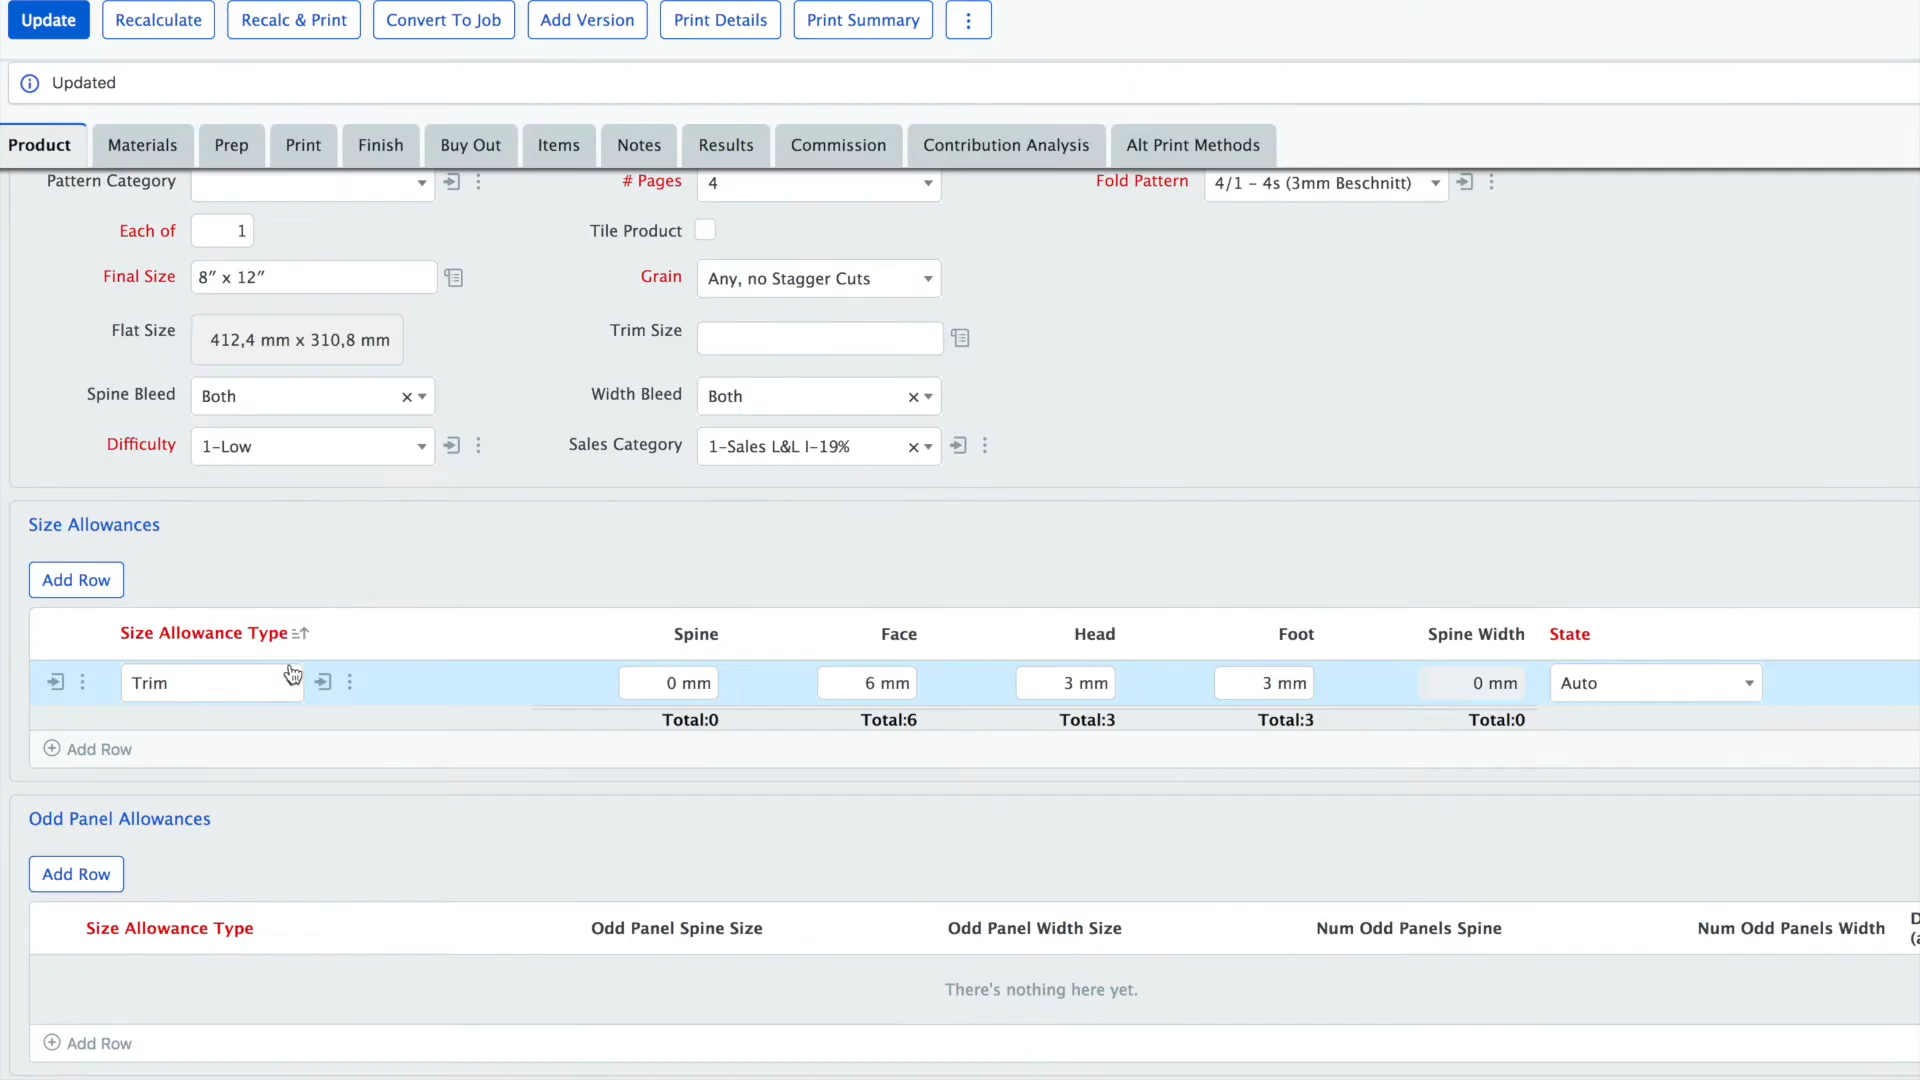 Update Recalculate Recalc & Print Convert To Job Add Version Print Details Print Summary
Updated
Product Materials Prep Print Finish Buy Out Items Notes Results Commission Contribution Analysis Alt Print Methods
Pattern Category # Pages 4 Fold Pattern 4/1 – 4s (3mm Beschnitt)
Each of 1 Tile Product
Final Size 8” x 12” Grain Any, no Stagger Cuts
Flat Size 412,4 mm x 310,8 mm Trim Size
Spine Bleed Both Width Bleed Both
Difficulty 1–Low Sales Category 1–Sales L&L I–19%
Size Allowances
Add Row
Size Allowance Type Spine Face Head Foot Spine Width State
Trim 0 mm 6 mm 3 mm 3 mm 0 mm Auto
Total:0 Total:6 Total:3 Total:3 Total:0
Add Row
Odd Panel Allowances
Add Row
Size Allowance Type Odd Panel Spine Size Odd Panel Width Size Num Odd Panels Spine Num Odd Panels Width
There's nothing here yet.
Add Row